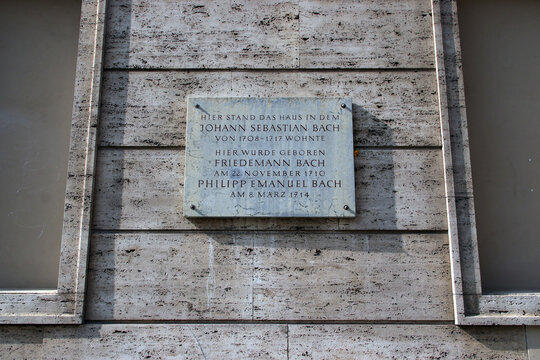 HIER STAND DAS HAUS IN DEM
JOHANN SEBASTIAN BACH
VON 1708-1717 WOHNTE
HIER WURDE GEBOREN
FRIEDEMANN BACH
AM 22. NOVEMBER 1710
PHILIPP EMANUEL BACH
AM 8. MÄRZ 1714